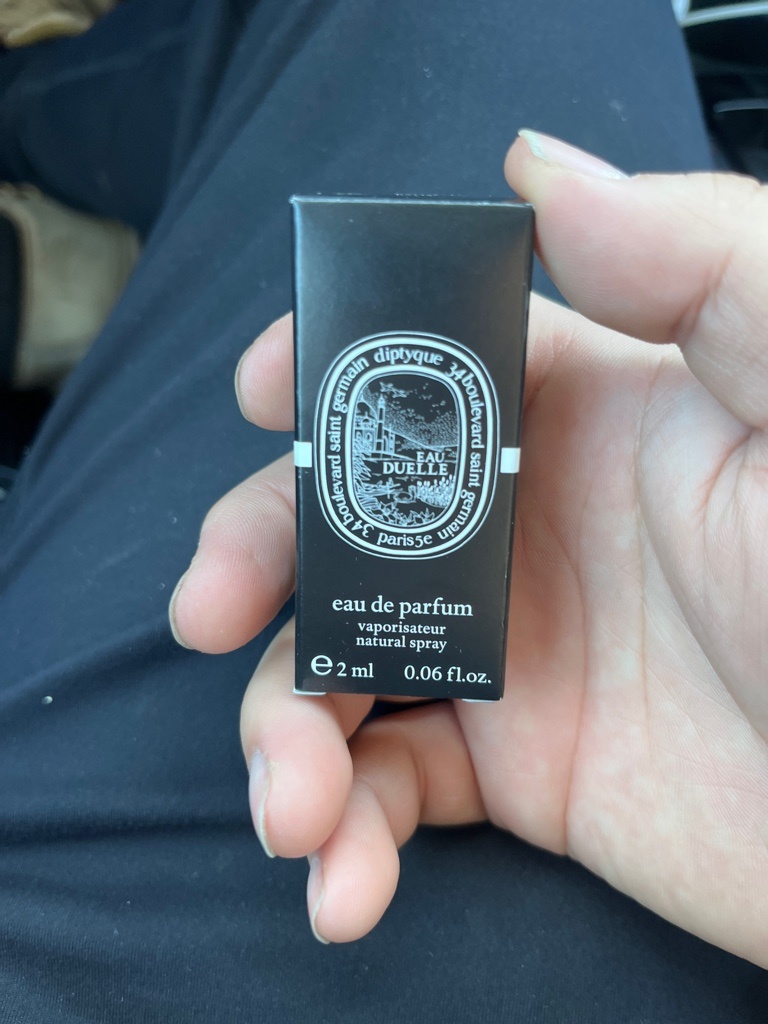 34 boulevard saint germain diptyque 34 boulevard saint germain
paris5e
EAU
DUELLE
eau de parfum
vaporisateur
natural spray
e 2 ml 0.06 fl.oz.